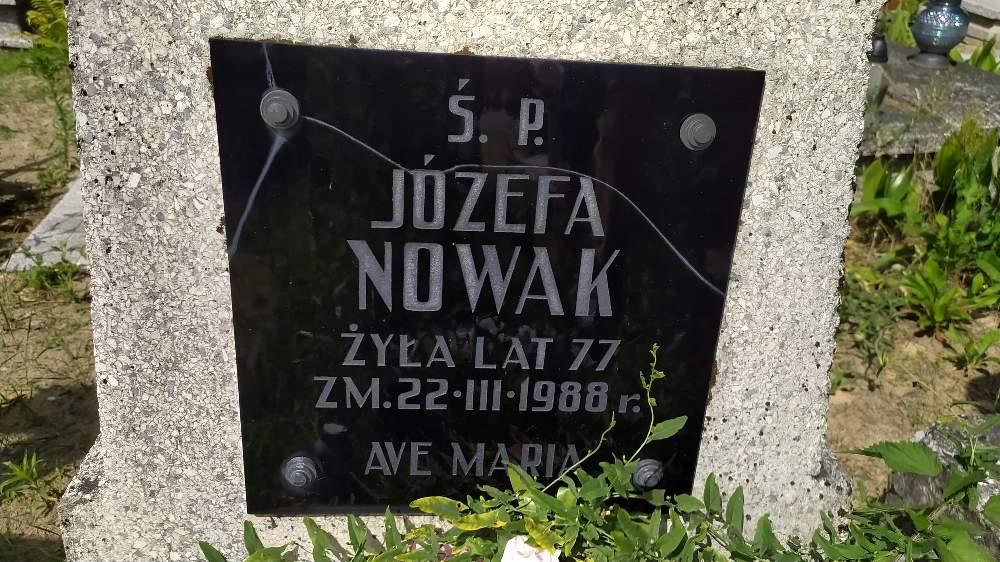 Ś. P.
JÓZEFA
NOWAK
ŻYŁA LAT 77
ZM. 22·III·1988 r.
AVE MARIA